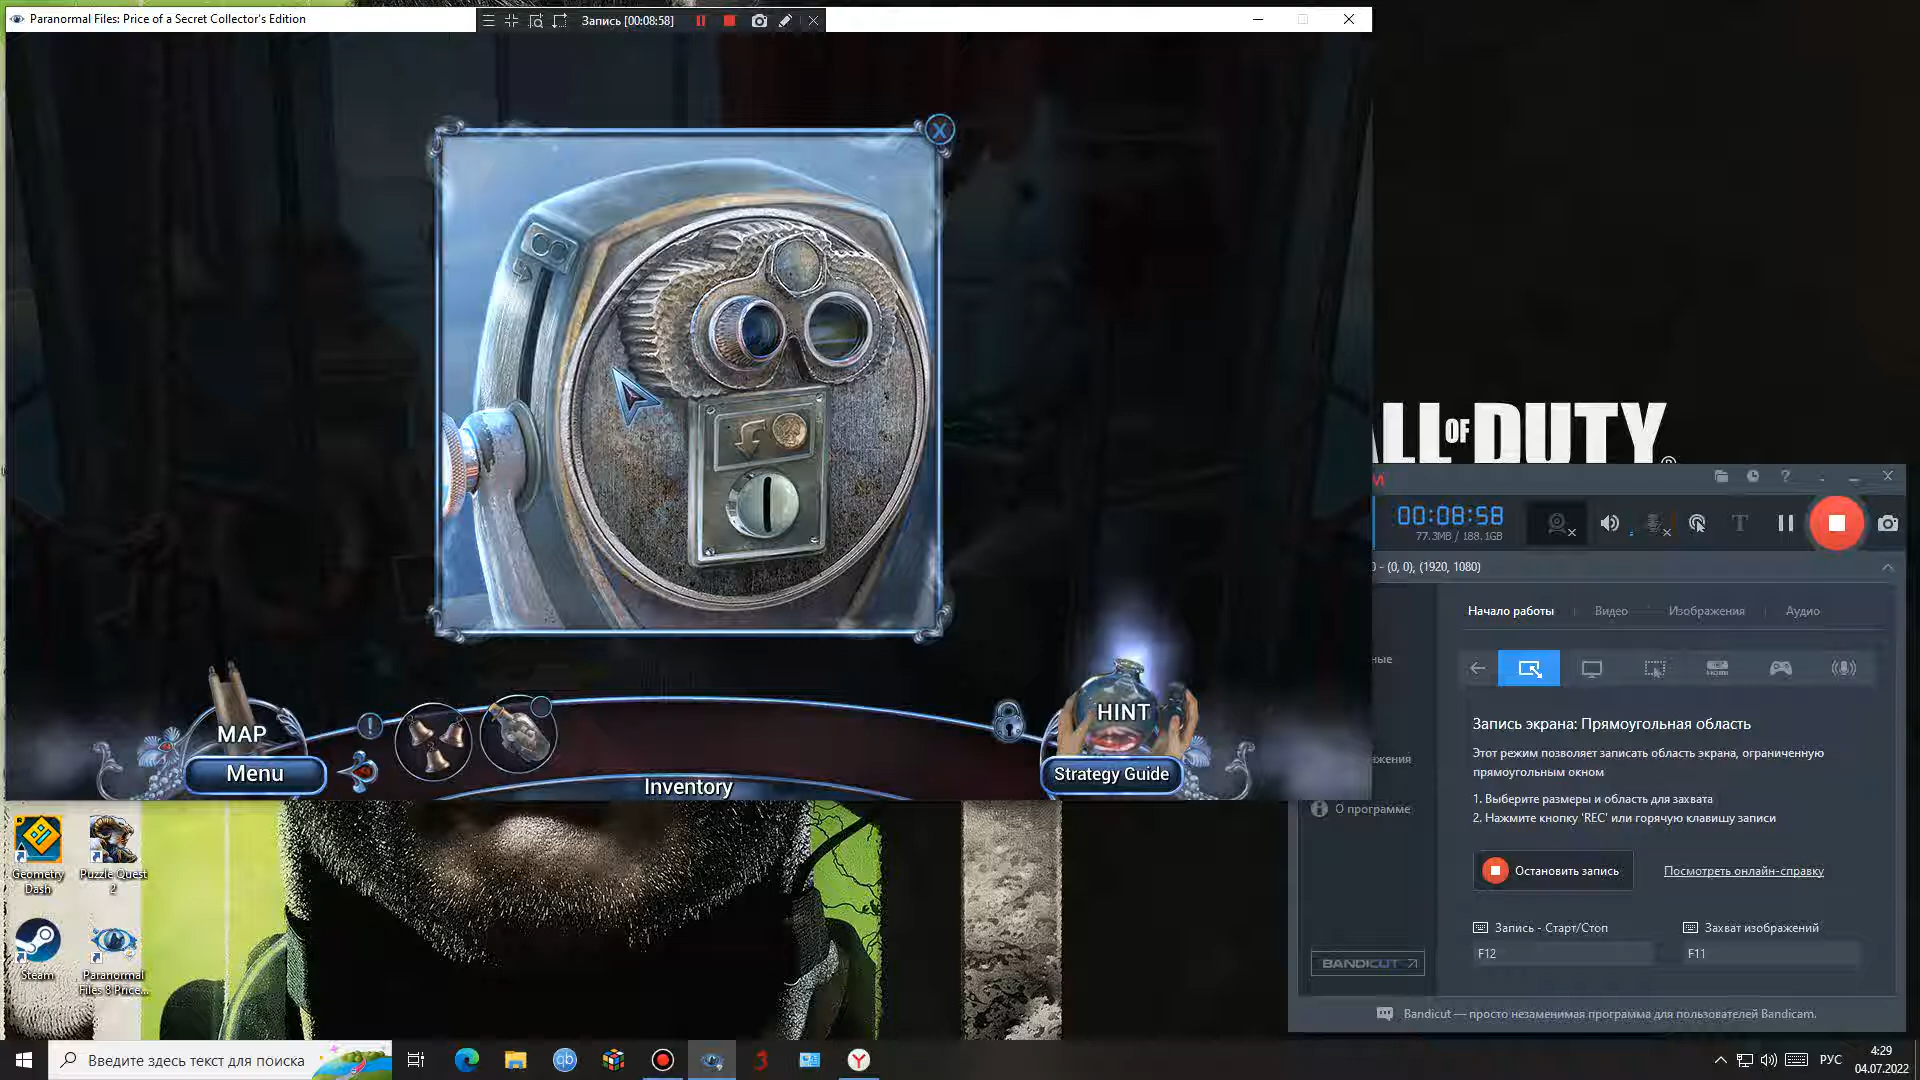 Paranormal Files: Price of a Secret Collector's Edition
Запись [00:08:58]
ALL OF DUTY
00:08:58
77.3MB / 188.1GB
0 - (0, 0), (1920, 1080)
Начало работы
Видео
Изображения
Аудио
ные
Запись экрана: Прямоугольная область
Этот режим позволяет записать область экрана, ограниченную
прямоугольным окном
жения
1. Выберите размеры и область для захвата
2. Нажмите кнопку 'REC' или горячую клавишу записи
О программе
Остановить запись
Посмотреть онлайн-справку
Запись - Старт/Стоп
Захват изображений
F12
F11
BANDICUT
Bandicut — просто незаменимая программа для пользователей Bandicam.
MAP
Menu
Inventory
HINT
Strategy Guide
Geometry
Dash
Puzzle Quest
2
Steam
Paranormal
Files 8 Price...
Введите здесь текст для поиска
qb
РУС
4:29
04.07.2022